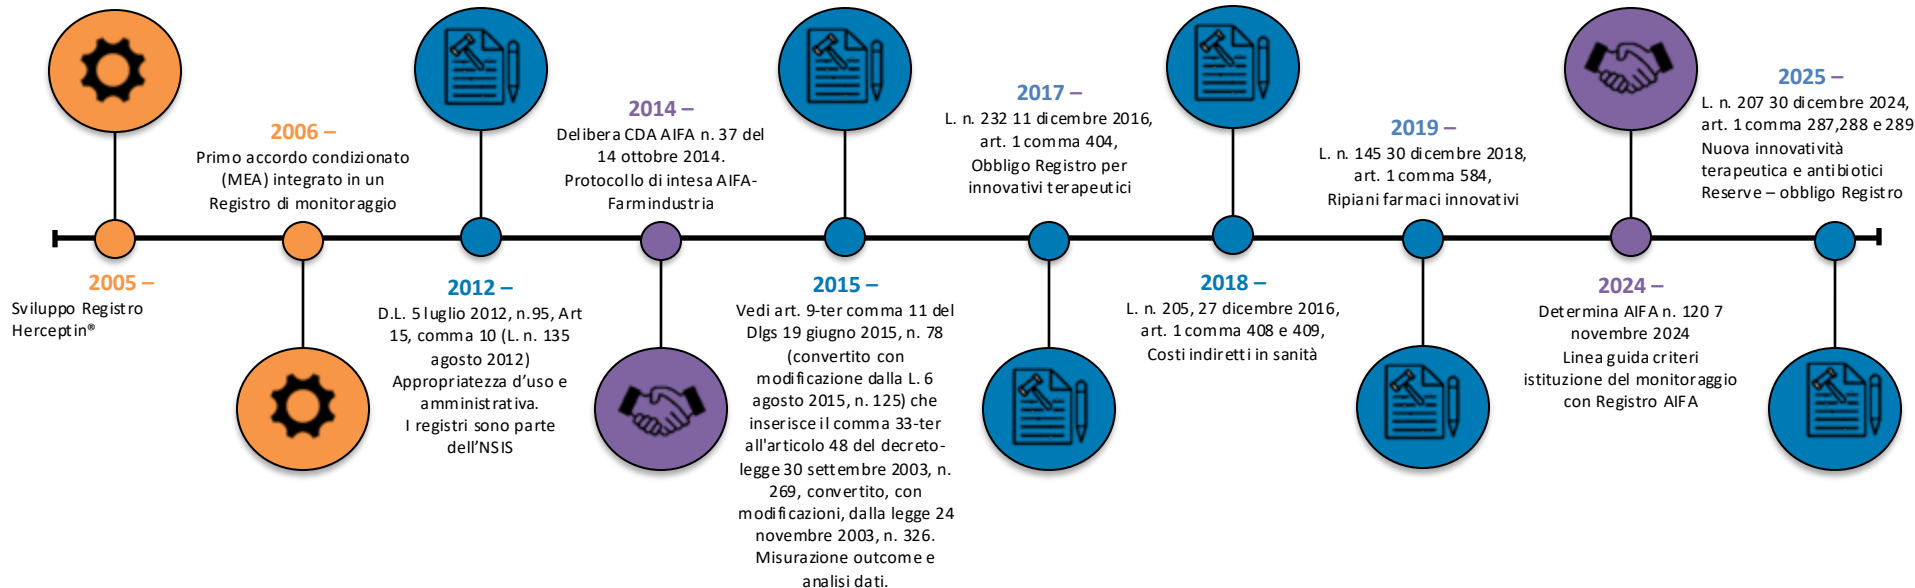 2005 –
Sviluppo Registro
Herceptin®
2006 –
Primo accordo condizionato
(MEA) integrato in un
Registro di monitoraggio
2012 –
D.L. 5 luglio 2012, n.95, Art
15, comma 10 (L. n. 135
agosto 2012)
Appropriatezza d'uso e
amministrativa.
I registri sono parte
dell'NSIS
2014 –
Delibera CDA AIFA n. 37 del
14 ottobre 2014.
Protocollo di intesa AIFA-
Farmindustria
2015 –
Vedi art. 9-ter comma 11 del
Dlgs 19 giugno 2015, n. 78
(convertito con
modificazione dalla L. 6
agosto 2015, n. 125) che
inserisce il comma 33-ter
all'articolo 48 del decreto-
legge 30 settembre 2003, n.
269, convertito, con
modificazioni, dalla legge 24
novembre 2003, n. 326.
Misurazione outcome e
analisi dati.
2017 –
L. n. 232 11 dicembre 2016,
art. 1 comma 404,
Obbligo Registro per
innovativi terapeutici
2018 –
L. n. 205, 27 dicembre 2016,
art. 1 comma 408 e 409,
Costi indiretti in sanità
2019 –
L. n. 145 30 dicembre 2018,
art. 1 comma 584,
Ripiani farmaci innovativi
2024 –
Determina AIFA n. 120 7
novembre 2024
Linea guida criteri
istituzione del monitoraggio
con Registro AIFA
2025 –
L. n. 207 30 dicembre 2024,
art. 1 comma 287,288 e 289
Nuova innovatività
terapeutica e antibiotici
Reserve – obbligo Registro